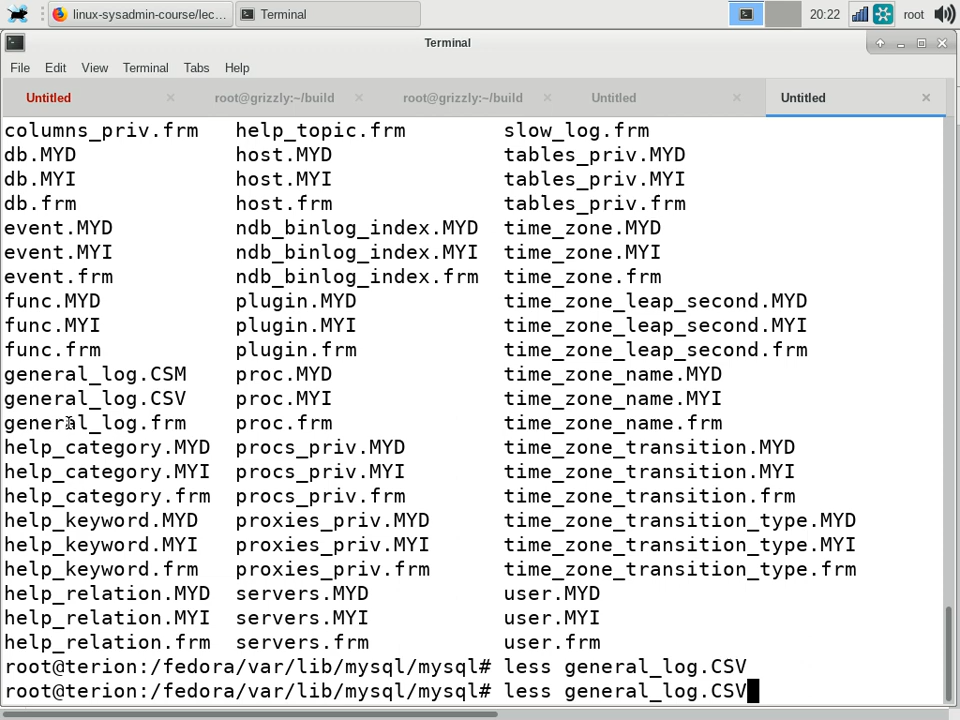 linux-sysadmin-course/lec...
Terminal
20:22
root
Terminal
File Edit View Terminal Tabs Help
Untitled
root@grizzly:~/build
root@grizzly:~/build
Untitled
Untitled
columns_priv.frm help_topic.frm slow_log.frm
db.MYD host.MYD tables_priv.MYD
db.MYI host.MYI tables_priv.MYI
db.frm host.frm tables_priv.frm
event.MYD ndb_binlog_index.MYD time_zone.MYD
event.MYI ndb_binlog_index.MYI time_zone.MYI
event.frm ndb_binlog_index.frm time_zone.frm
func.MYD plugin.MYD time_zone_leap_second.MYD
func.MYI plugin.MYI time_zone_leap_second.MYI
func.frm plugin.frm time_zone_leap_second.frm
general_log.CSM proc.MYD time_zone_name.MYD
general_log.CSV proc.MYI time_zone_name.MYI
general_log.frm proc.frm time_zone_name.frm
help_category.MYD procs_priv.MYD time_zone_transition.MYD
help_category.MYI procs_priv.MYI time_zone_transition.MYI
help_category.frm procs_priv.frm time_zone_transition.frm
help_keyword.MYD proxies_priv.MYD time_zone_transition_type.MYD
help_keyword.MYI proxies_priv.MYI time_zone_transition_type.MYI
help_keyword.frm proxies_priv.frm time_zone_transition_type.frm
help_relation.MYD servers.MYD user.MYD
help_relation.MYI servers.MYI user.MYI
help_relation.frm servers.frm user.frm
root@terion:/fedora/var/lib/mysql/mysql# less general_log.CSV
root@terion:/fedora/var/lib/mysql/mysql# less general_log.CSV